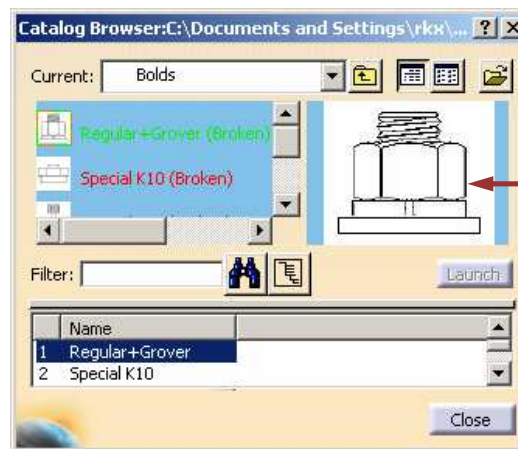 Catalog Browser:C:\Documents and Settings\rkx\...
Current: Bolds
Regular+Grover (Broken)
Special K10 (Broken)
Filter:
Launch
Name
1 Regular+Grover
2 Special K10
Close